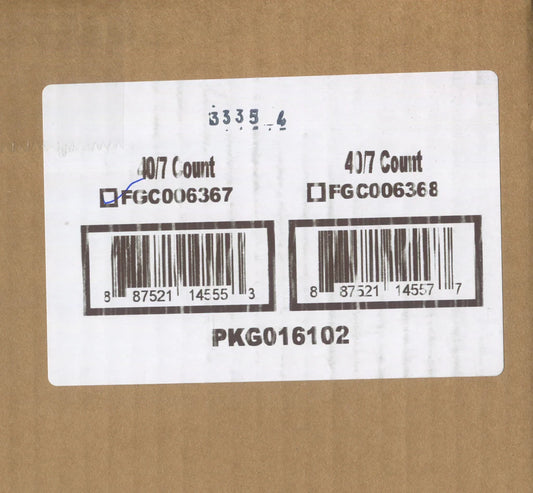 3335 4
40/7 Count
FGC006367
8 87521 14555 3
40/7 Count
FGC006368
8 87521 14557 7
PKG016102